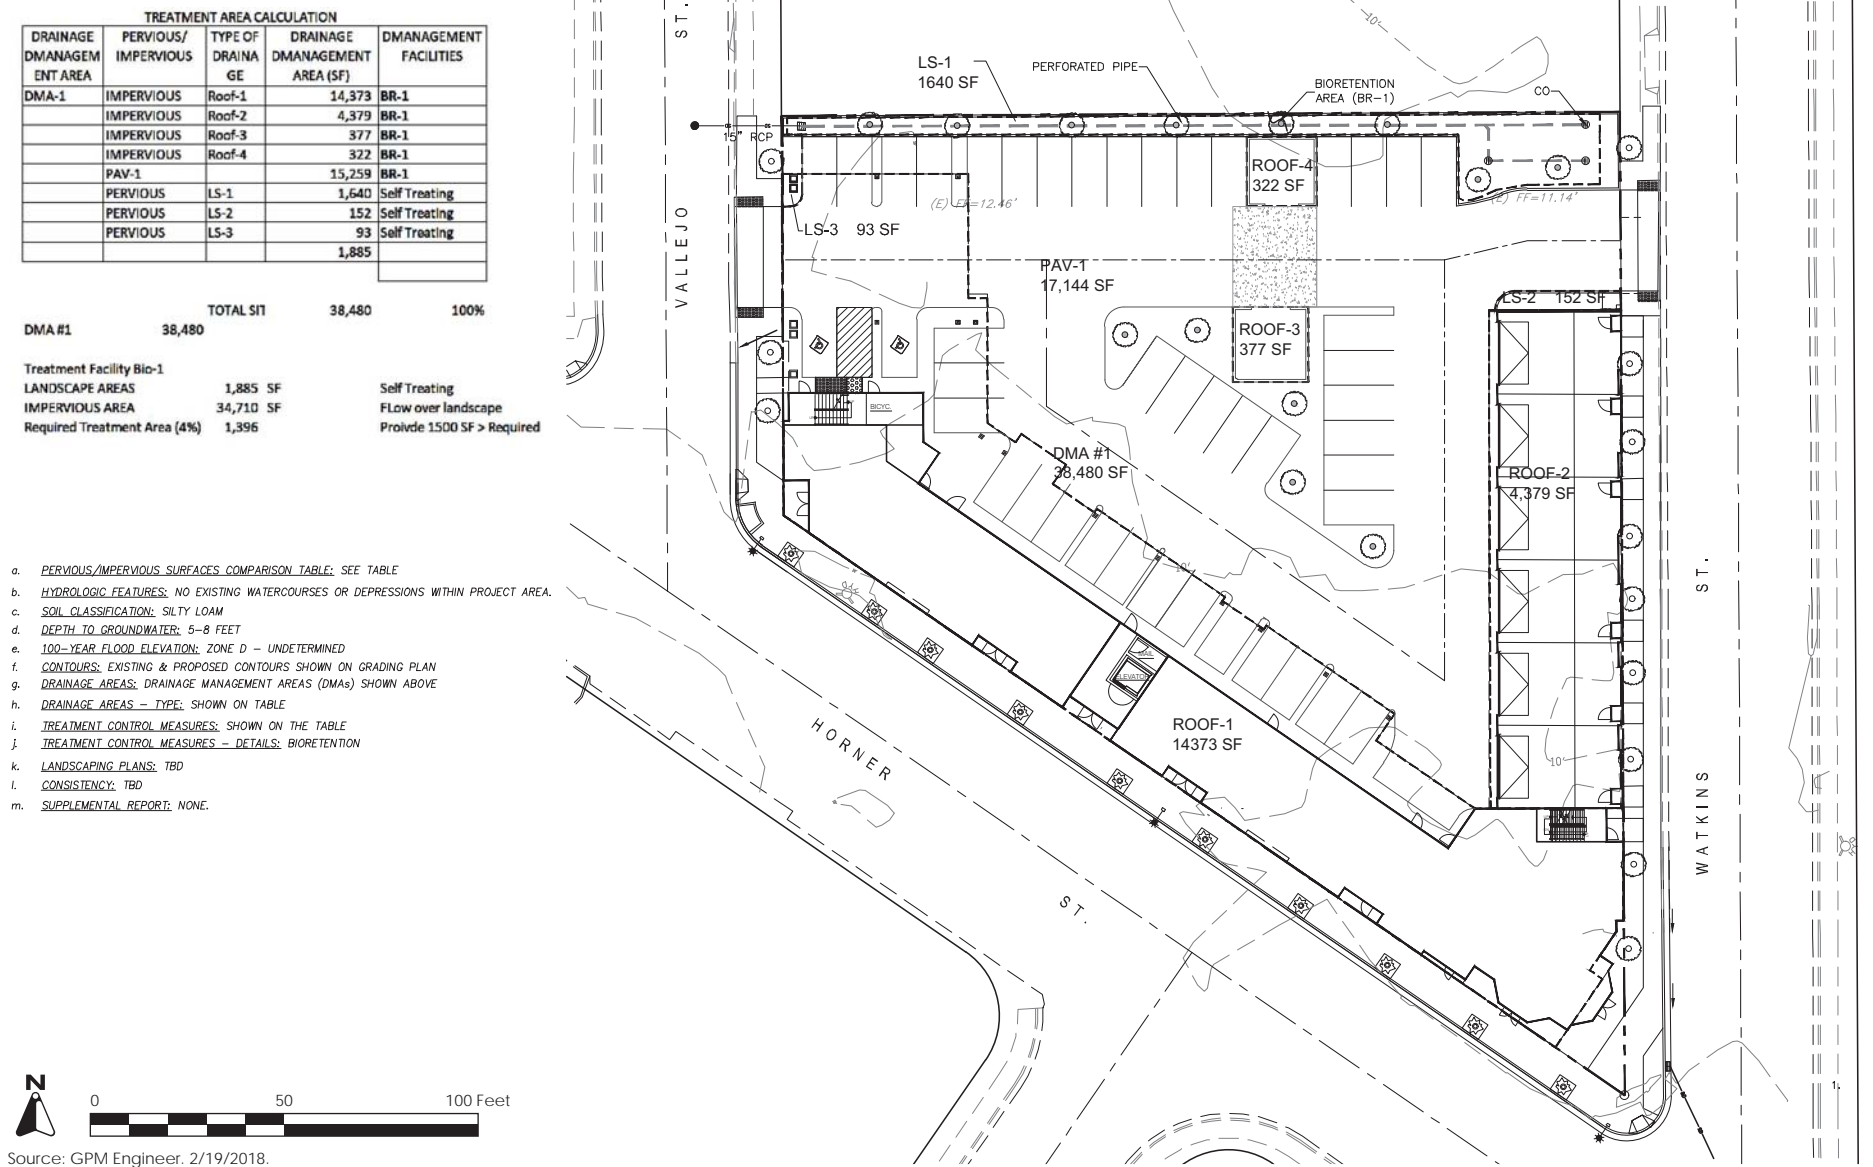 TREATMENT AREA CALCULATION
DRAINAGE DMANAGEM ENT AREA | PERVIOUS/ IMPERVIOUS | TYPE OF DRAINA GE | DRAINAGE DMANAGEMENT AREA (SF) | DMANAGEMENT FACILITIES
DMA-1 IMPERVIOUS Roof-1 14,373 BR-1
IMPERVIOUS Roof-2 4,379 BR-1
IMPERVIOUS Roof-3 377 BR-1
IMPERVIOUS Roof-4 322 BR-1
PAV-1 15,259 BR-1
PERVIOUS LS-1 1,640 Self Treating
PERVIOUS LS-2 152 Self Treating
PERVIOUS LS-3 93 Self Treating
1,885
TOTAL SIT 38,480 100%
DMA #1 38,480
Treatment Facility Bio-1
LANDSCAPE AREAS 1,885 SF Self Treating
IMPERVIOUS AREA 34,710 SF FLow over landscape
Required Treatment Area (4%) 1,396 Proivde 1500 SF > Required
a. PERVIOUS/IMPERVIOUS SURFACES COMPARISON TABLE: SEE TABLE
b. HYDROLOGIC FEATURES: NO EXISTING WATERCOURSES OR DEPRESSIONS WITHIN PROJECT AREA.
c. SOIL CLASSIFICATION: SILTY LOAM
d. DEPTH TO GROUNDWATER: 5-8 FEET
e. 100-YEAR FLOOD ELEVATION: ZONE D - UNDETERMINED
f. CONTOURS: EXISTING & PROPOSED CONTOURS SHOWN ON GRADING PLAN
g. DRAINAGE AREAS: DRAINAGE MANAGEMENT AREAS (DMAs) SHOWN ABOVE
h. DRAINAGE AREAS - TYPE: SHOWN ON TABLE
i. TREATMENT CONTROL MEASURES: SHOWN ON THE TABLE
j. TREATMENT CONTROL MEASURES - DETAILS: BIORETENTION
k. LANDSCAPING PLANS: TBD
l. CONSISTENCY: TBD
m. SUPPLEMENTAL REPORT: NONE.
N
0 50 100 Feet
Source: GPM Engineer. 2/19/2018.
VALLEJO ST.
10'
LS-1
1640 SF
PERFORATED PIPE
BIORETENTION
AREA (BR-1)
CO
15" RCP
ROOF-4
322 SF
(E) FF=12.46'
(E) FF=11.14'
LS-3 93 SF
PAV-1
17,144 SF
LS-2 152 SF
ROOF-3
377 SF
BICYC.
DMA #1
38,480 SF
ROOF-2
4,379 SF
10'
MAIL
ELEVATOR
ROOF-1
14373 SF
10'
HORNER ST.
WATKINS ST.